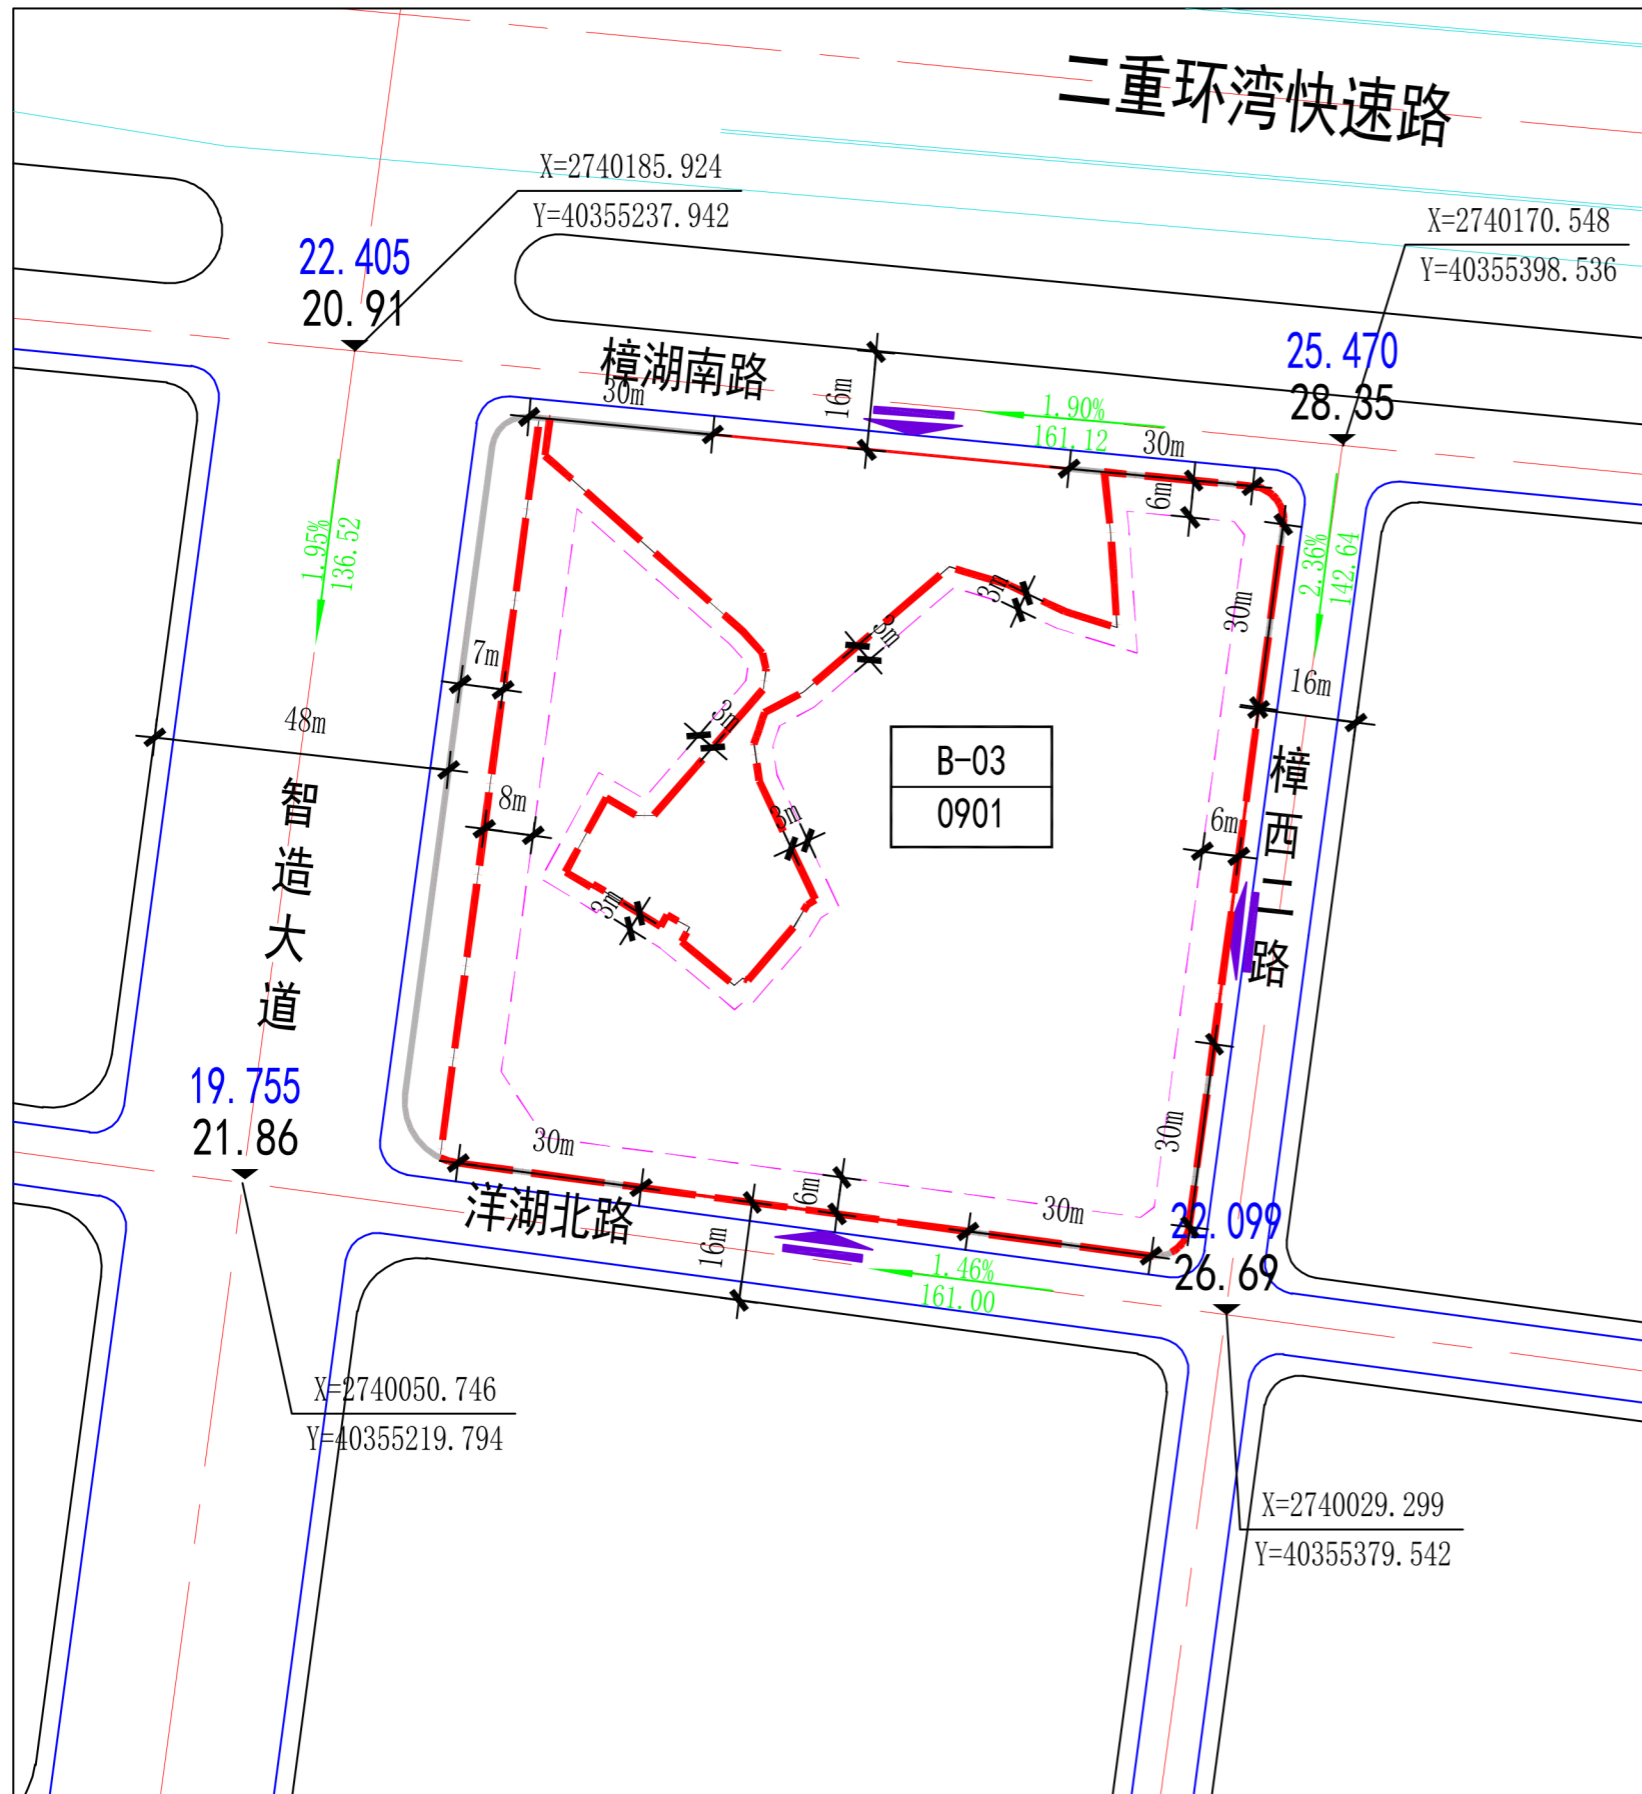 二重环湾快速路
X=2740185.924
Y=40355237.942
X=2740170.548
Y=40355398.536
22.405
20.91
25.470
28.35
樟湖南路
30m
16m
1.90%
161.12
30m
6m
1.95%
136.52
2.36%
142.64
3m
30m
3m
7m
16m
48m
3m
B-03
0901
智造大道
樟西二路
8m
3m
6m
3m
19.755
21.86
30m
30m
6m
30m
洋湖北路
16m
22.099
26.69
1.46%
161.00
X=2740050.746
Y=40355219.794
X=2740029.299
Y=40355379.542